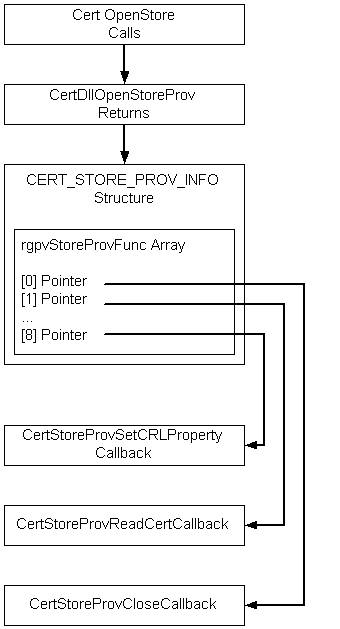 Cert OpenStore
Calls
CertDllOpenStoreProv
Returns
CERT_STORE_PROV_INFO
Structure
rgpvStoreProvFunc Array
[0] Pointer
[1] Pointer
...
[8] Pointer
CertStoreProvSetCRLProperty
Callback
CertStoreProvReadCertCallback
CertStoreProvCloseCallback